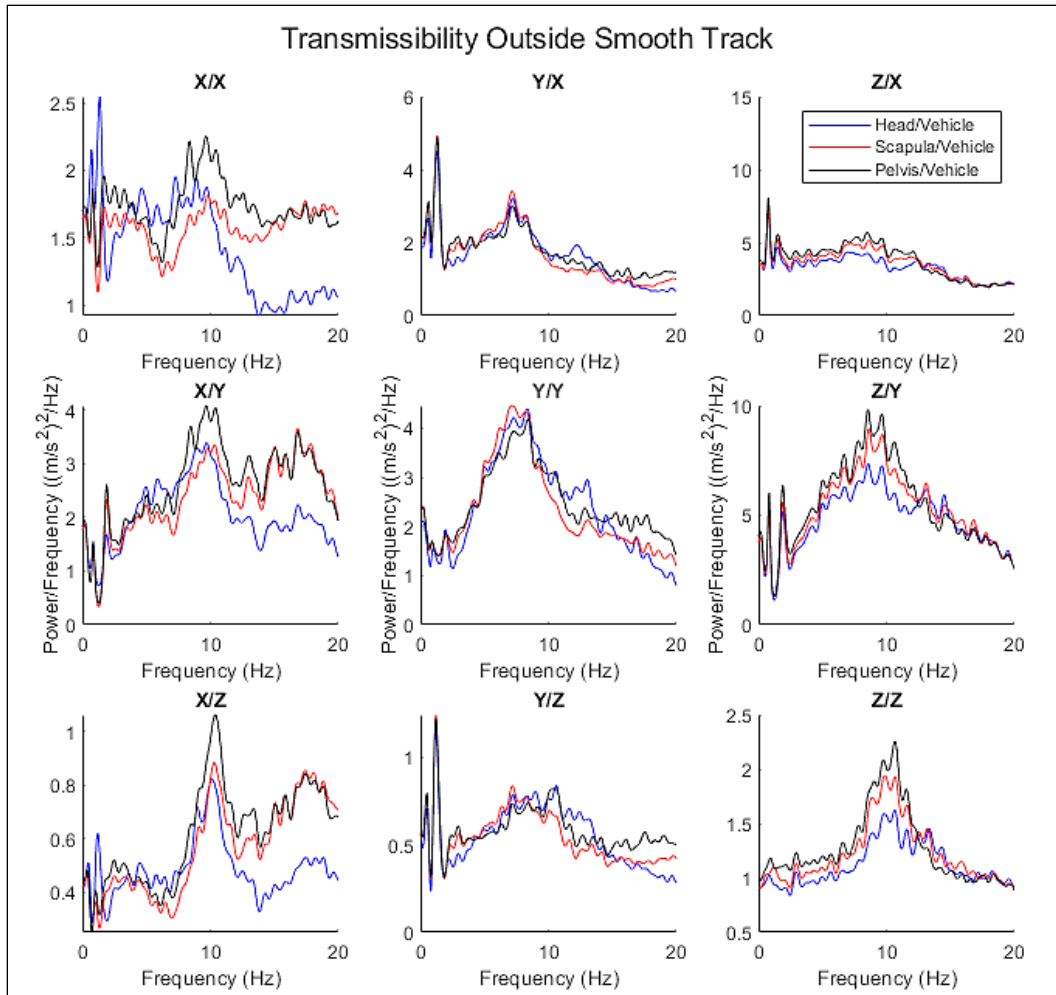 Transmissibility Outside Smooth Track
X/X
Y/X
Z/X
2.5
2
1.5
1
0
10
20
Frequency (Hz)
6
4
2
0
0
10
20
Frequency (Hz)
15
10
5
0
0
10
20
Frequency (Hz)
Head/Vehicle
Scapula/Vehicle
Pelvis/Vehicle
X/Y
Y/Y
Z/Y
Power/Frequency ((m/s²)²/Hz)
4
3
2
1
0
0
10
20
Frequency (Hz)
Power/Frequency ((m/s²)²/Hz)
4
3
2
1
0
0
10
20
Frequency (Hz)
Power/Frequency ((m/s²)²/Hz)
10
5
0
0
10
20
Frequency (Hz)
X/Z
Y/Z
Z/Z
1
0.8
0.6
0.4
0
10
20
Frequency (Hz)
1
0.5
0
0
10
20
Frequency (Hz)
2.5
2
1.5
1
0.5
0
10
20
Frequency (Hz)